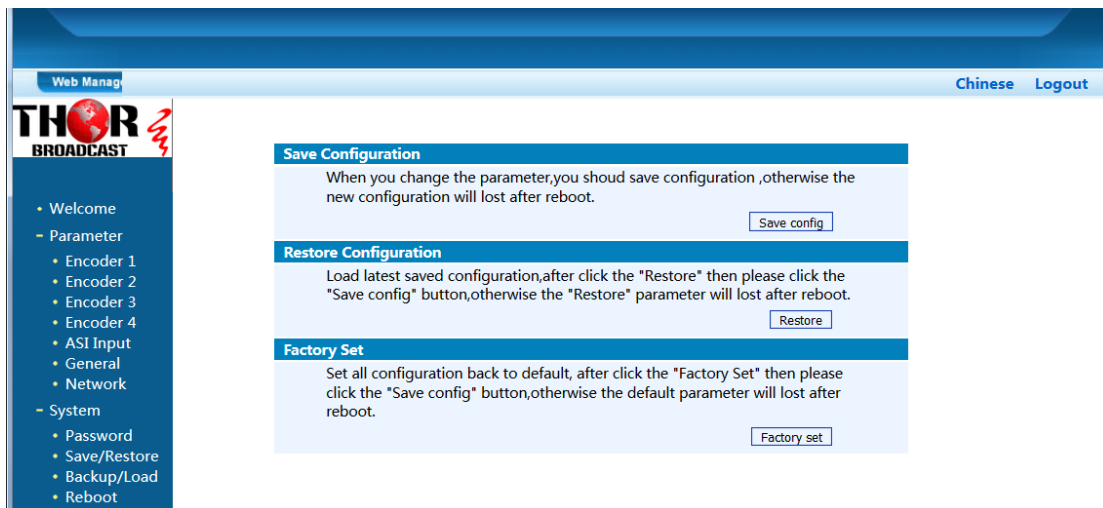 Web Manag
Chinese Logout
THOR
BROADCAST
• Welcome
- Parameter
• Encoder 1
• Encoder 2
• Encoder 3
• Encoder 4
• ASI Input
• General
• Network
- System
• Password
• Save/Restore
• Backup/Load
• Reboot
Save Configuration
When you change the parameter,you shoud save configuration ,otherwise the
new configuration will lost after reboot.
Save config
Restore Configuration
Load latest saved configuration,after click the "Restore" then please click the
"Save config" button,otherwise the "Restore" parameter will lost after reboot.
Restore
Factory Set
Set all configuration back to default, after click the "Factory Set" then please
click the "Save config" button,otherwise the default parameter will lost after
reboot.
Factory set